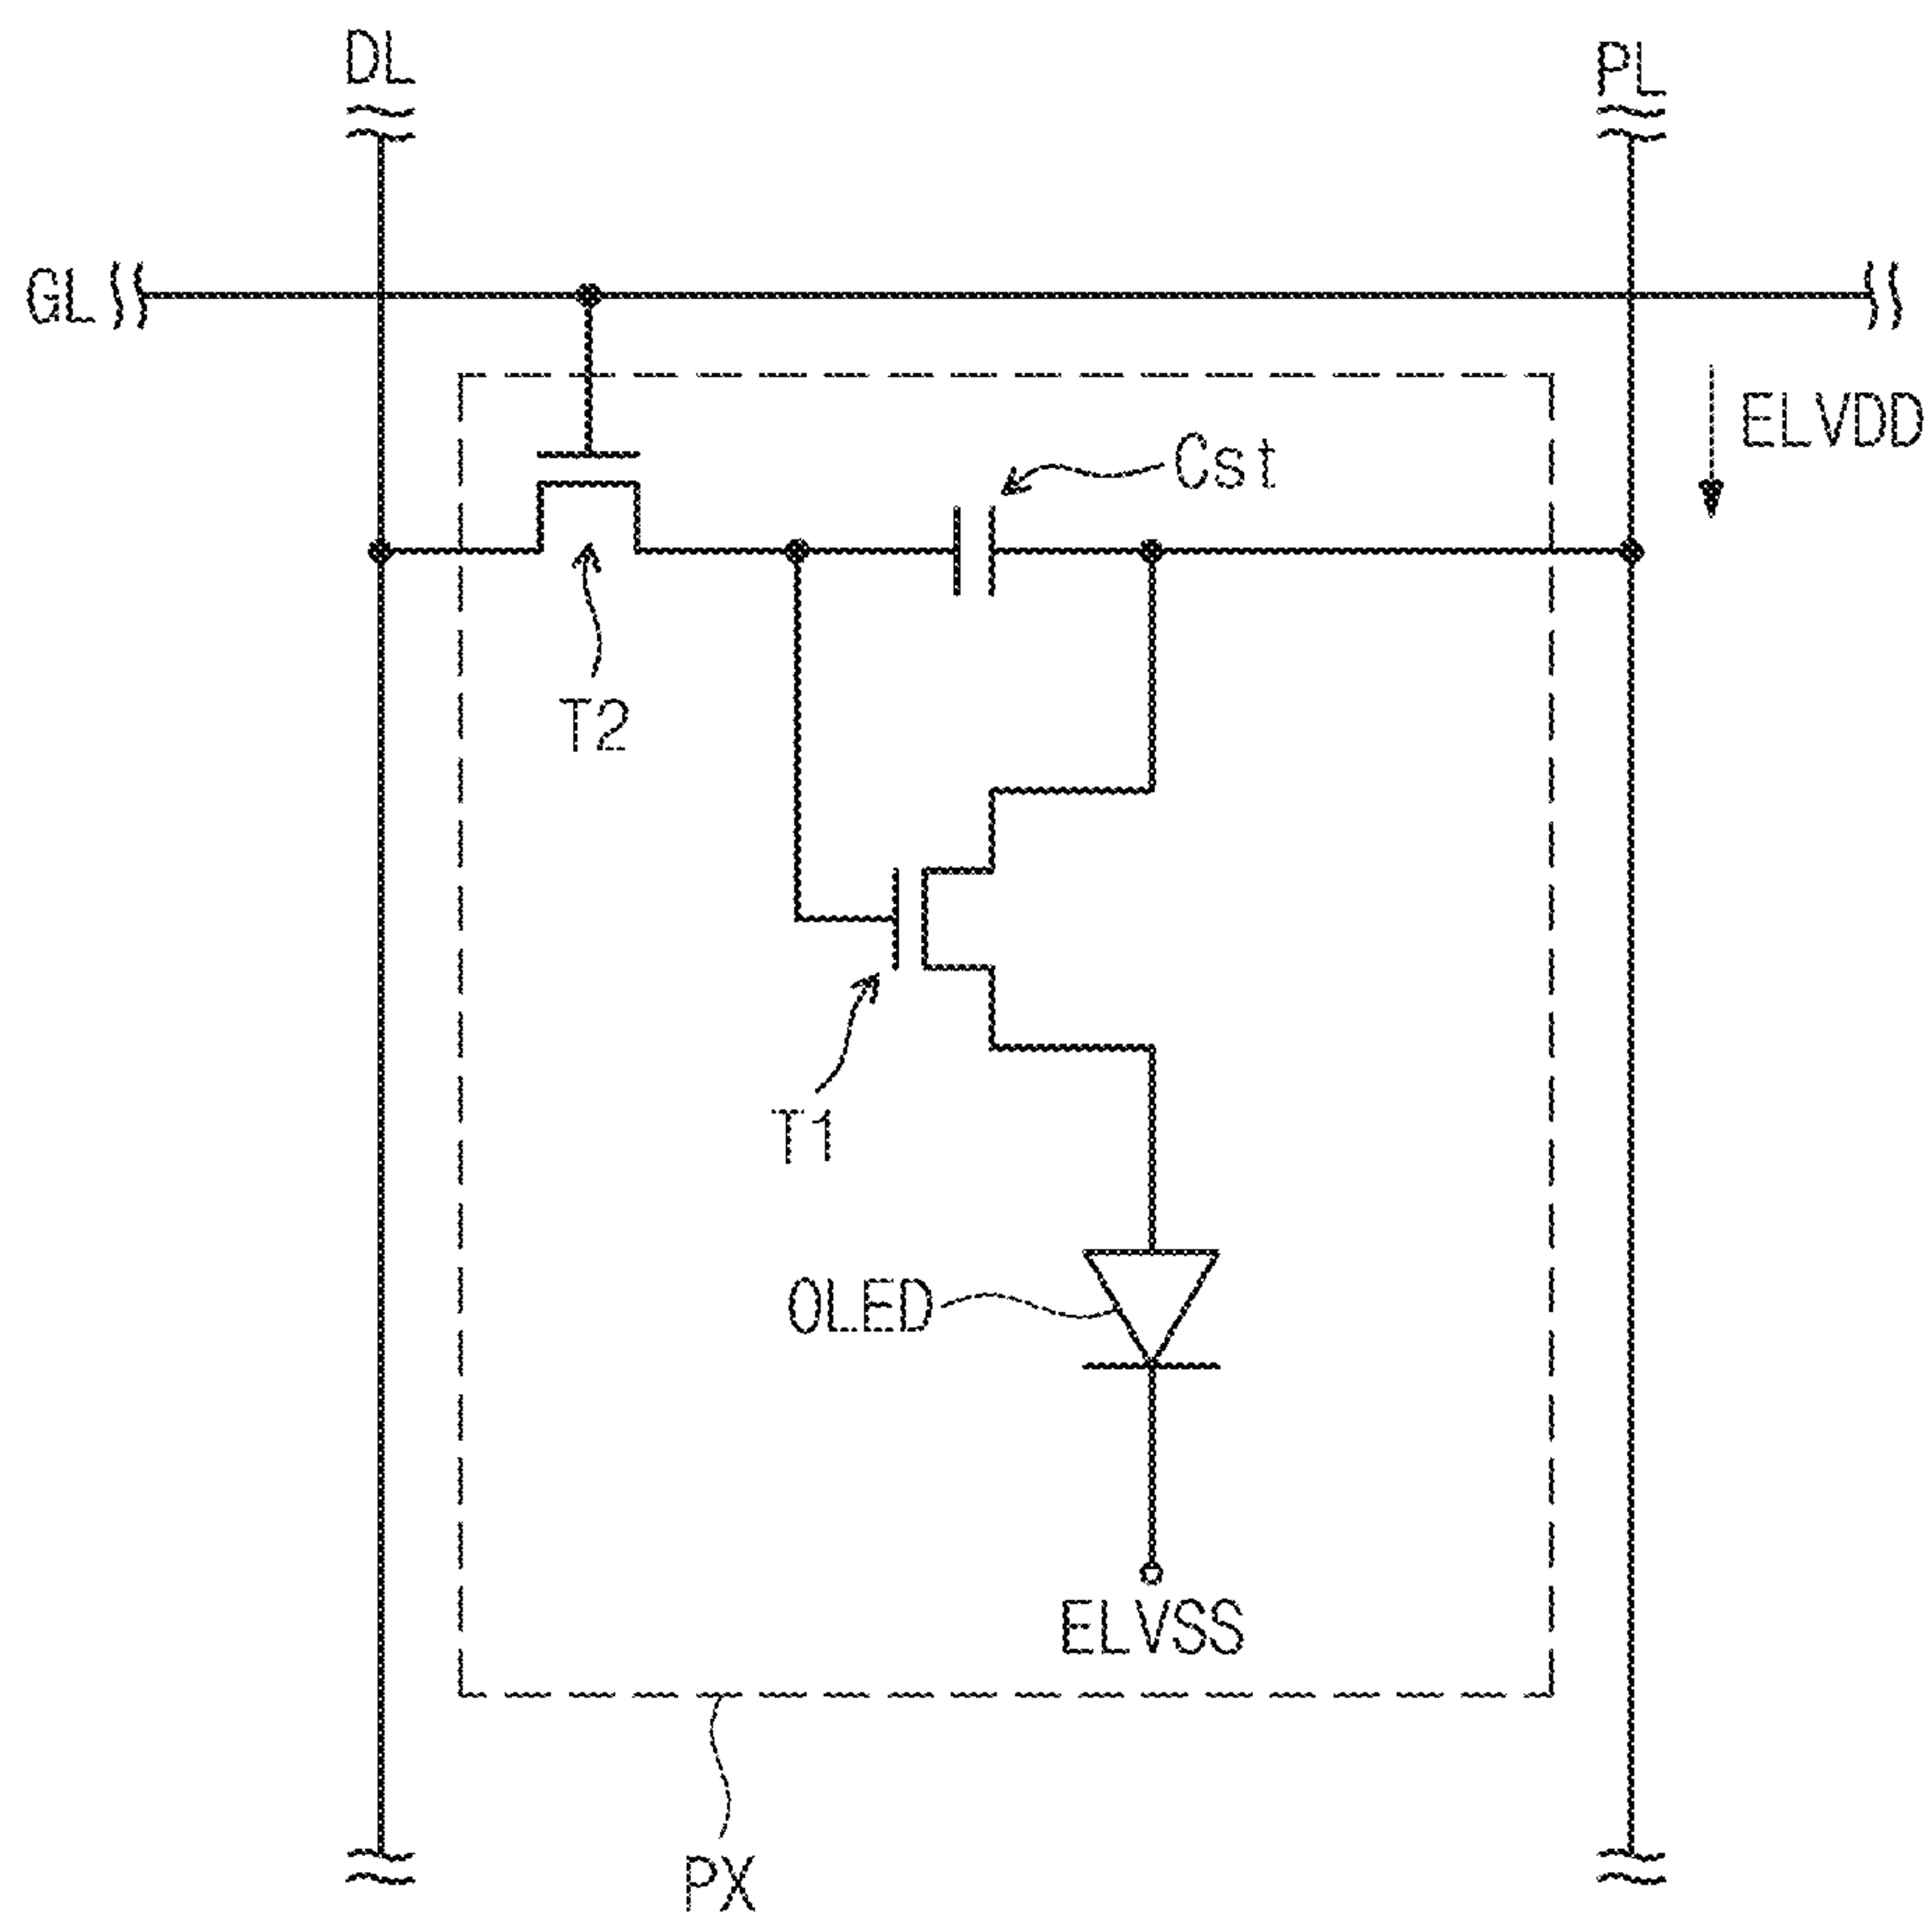 DL
PL
GL
ELVDD
Cst
T2
T1
OLED
ELVSS
PX